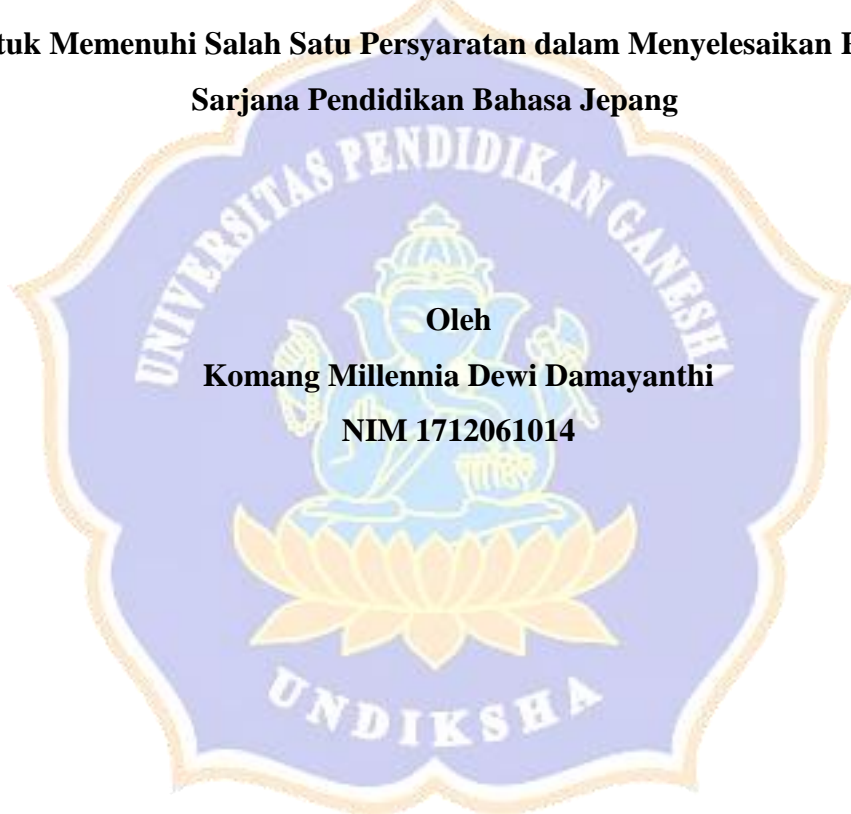 tuk Memenuhi Salah Satu Persyaratan dalam Menyelesaikan
Sarjana Pendidikan Bahasa Jepang
UNIVERSITAS PENDIDIKAN GANESHA
Oleh
Komang Millennia Dewi Damayanthi
NIM 1712061014
UNDIKSHA